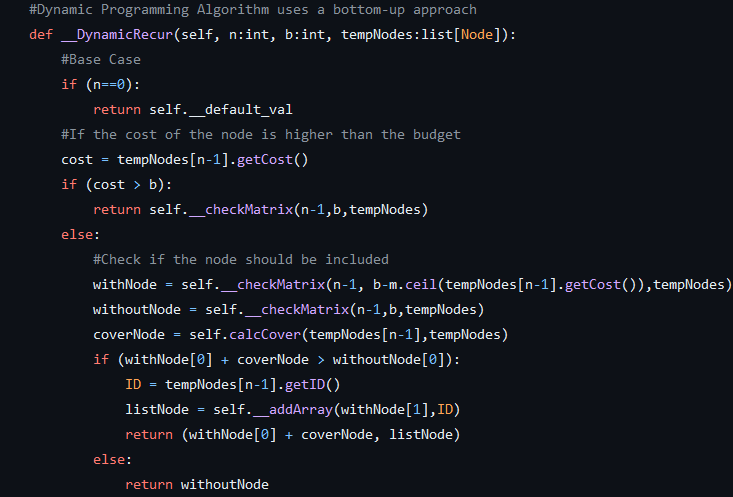 #Dynamic Programming Algorithm uses a bottom-up approach
def __DynamicRecur(self, n:int, b:int, tempNodes:list[Node]):
    #Base Case
    if (n==0):
        return self.__default_val
    #If the cost of the node is higher than the budget
    cost = tempNodes[n-1].getCost()
    if (cost > b):
        return self.__checkMatrix(n-1,b,tempNodes)
    else:
        #Check if the node should be included
        withNode = self.__checkMatrix(n-1, b-m.ceil(tempNodes[n-1].getCost()),tempNodes)
        withoutNode = self.__checkMatrix(n-1,b,tempNodes)
        coverNode = self.calcCover(tempNodes[n-1],tempNodes)
        if (withNode[0] + coverNode > withoutNode[0]):
            ID = tempNodes[n-1].getID()
            listNode = self.__addArray(withNode[1],ID)
            return (withNode[0] + coverNode, listNode)
        else:
            return withoutNode